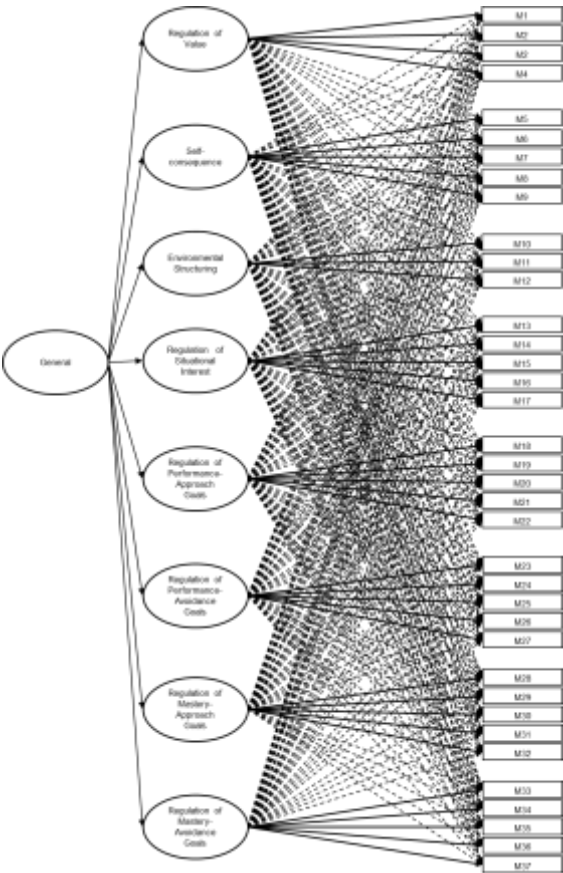 General
Regulation of
Value
Self-
consequence
Environmental
Structuring
Regulation of
Situational
Interest
Regulation of
Performance-
Approach
Goals
Regulation of
Performance-
Avoidance
Goals
Regulation of
Mastery-
Approach
Goals
Regulation of
Mastery-
Avoidance
Goals
M1
M2
M2
M4
M5
M6
M7
M8
M9
M10
M11
M12
M13
M14
M15
M16
M17
M18
M19
M20
M21
M22
M23
M24
M25
M26
M27
M28
M29
M30
M31
M32
M33
M34
M35
M36
M37